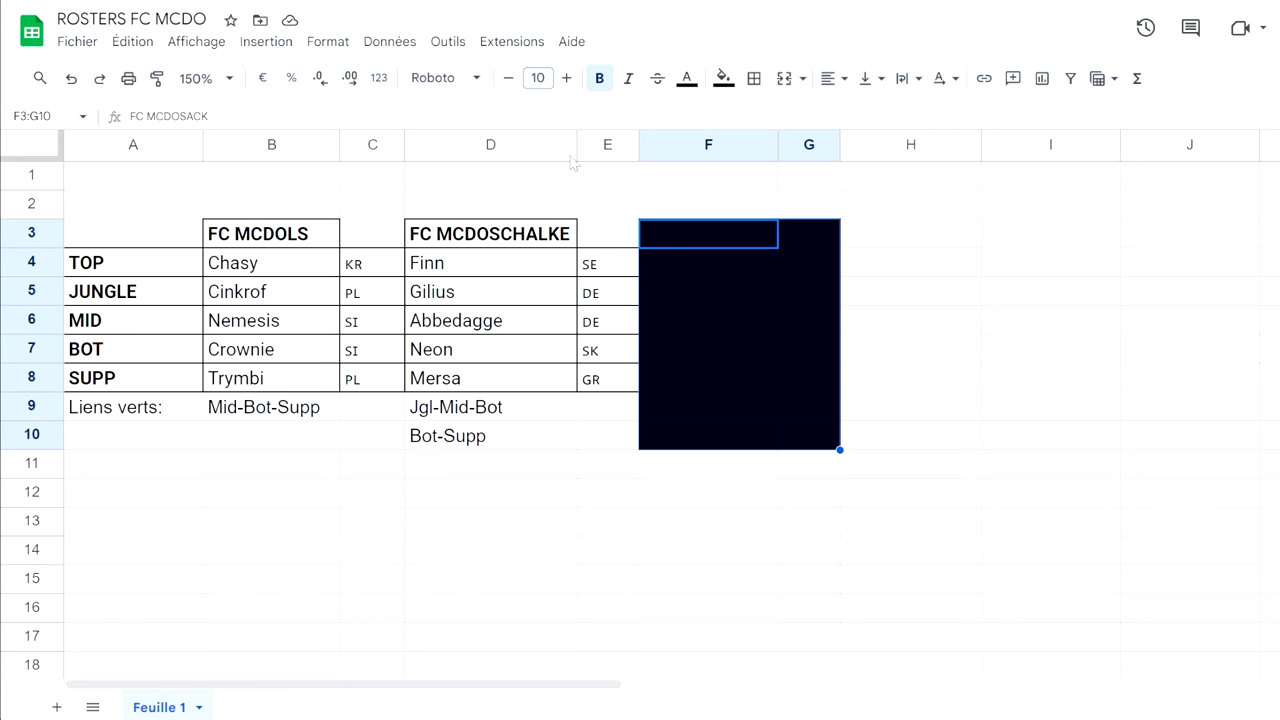 ROSTERS FC MCDO
Fichier Édition Affichage Insertion Format Données Outils Extensions Aide
150% € % .0 .00 123 Roboto 10 B I S A Σ
F3:G10 fx FC MCDOSACK
A B C D E F G H I J
1
2
3 FC MCDOLS FC MCDOSCHALKE
4 TOP Chasy KR Finn SE
5 JUNGLE Cinkrof PL Gilius DE
6 MID Nemesis SI Abbedagge DE
7 BOT Crownie SI Neon SK
8 SUPP Trymbi PL Mersa GR
9 Liens verts: Mid-Bot-Supp Jgl-Mid-Bot
10 Bot-Supp
11
12
13
14
15
16
17
18
Feuille 1